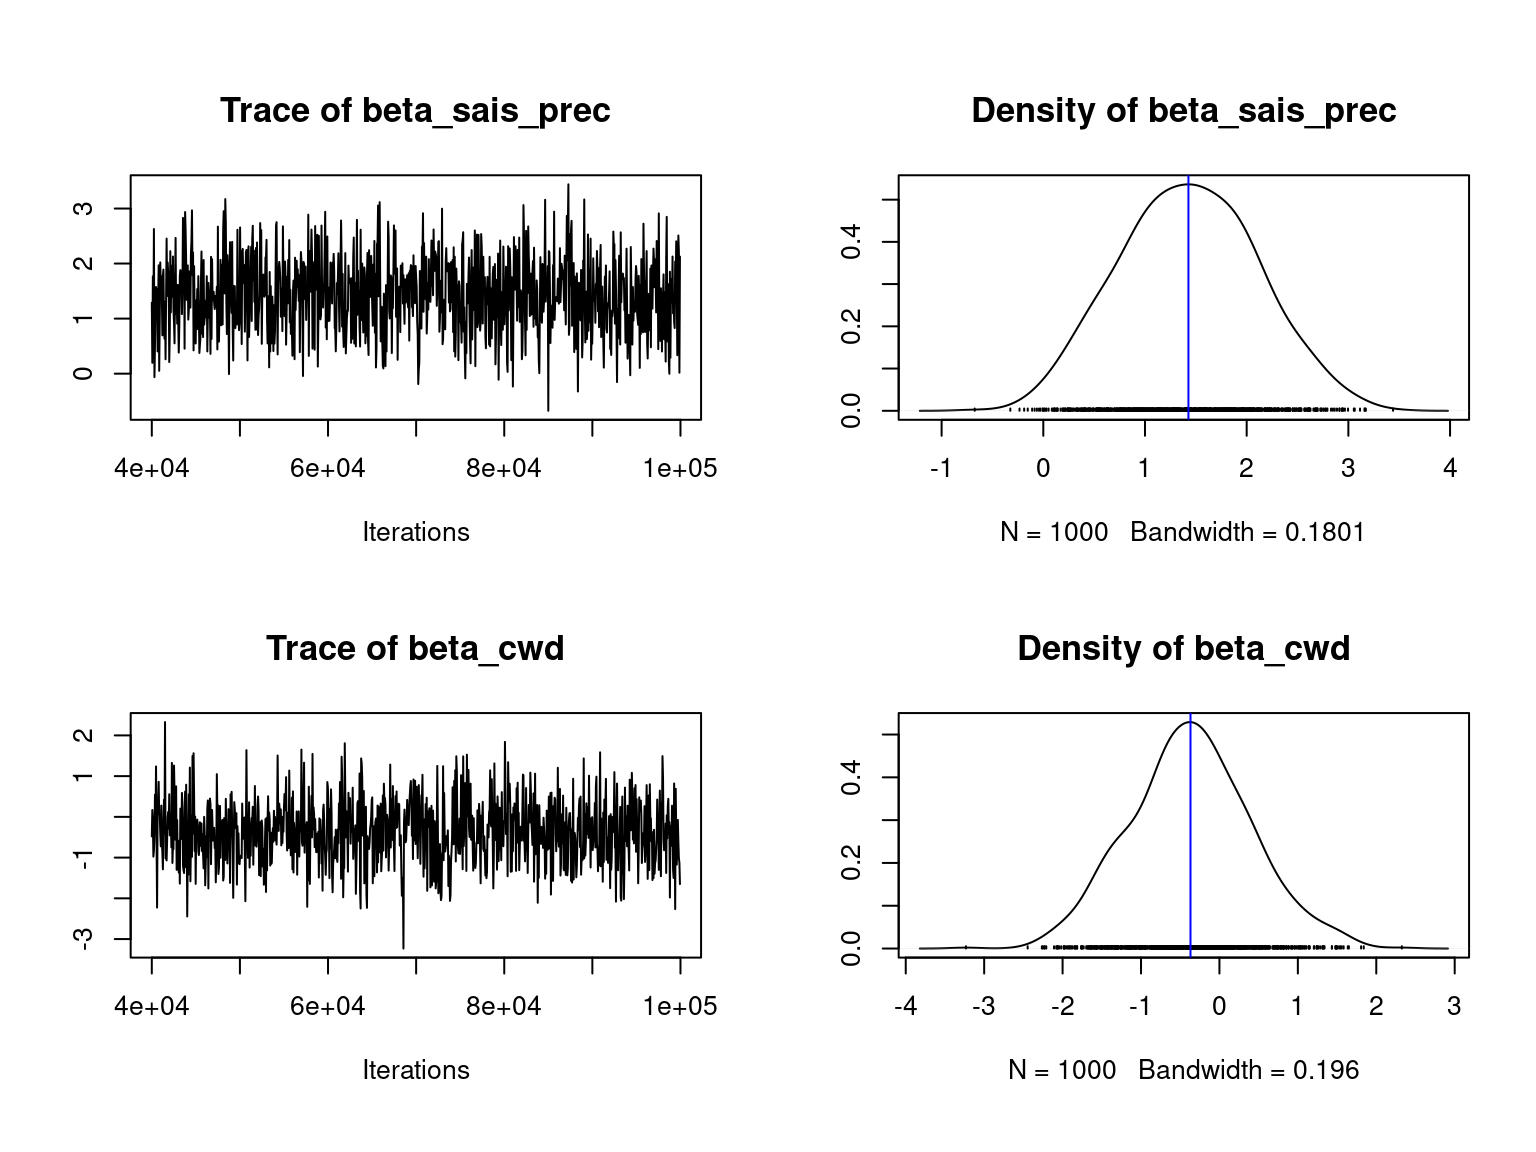 Trace of beta_sais_prec
3
2
1
0
4e+04 6e+04 8e+04 1e+05
Iterations
Density of beta_sais_prec
0.4
0.2
0.0
-1 0 1 2 3 4
N = 1000 Bandwidth = 0.1801
Trace of beta_cwd
2
1
-1
-3
4e+04 6e+04 8e+04 1e+05
Iterations
Density of beta_cwd
0.4
0.2
0.0
-4 -3 -2 -1 0 1 2 3
N = 1000 Bandwidth = 0.196